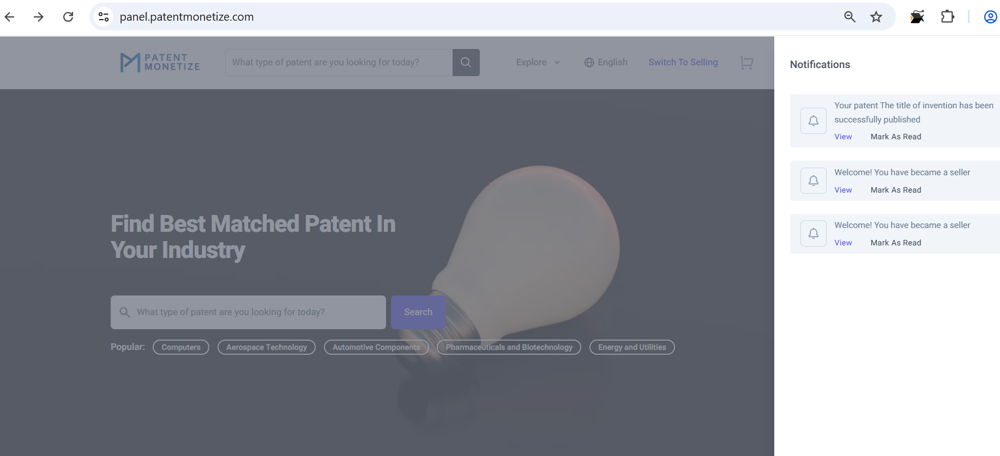 panel.patentmonetize.com
PATENT
MONETIZE
What type of patent are you looking for today?
Explore
English
Switch To Selling
Notifications
Your patent The title of invention has been
successfully published
View Mark As Read
Welcome! You have became a seller
View Mark As Read
Welcome! You have became a seller
View Mark As Read
Find Best Matched Patent In
Your Industry
What type of patent are you looking for today?
Search
Popular: Computers Aerospace Technology Automotive Components Pharmaceuticals and Biotechnology Energy and Utilities